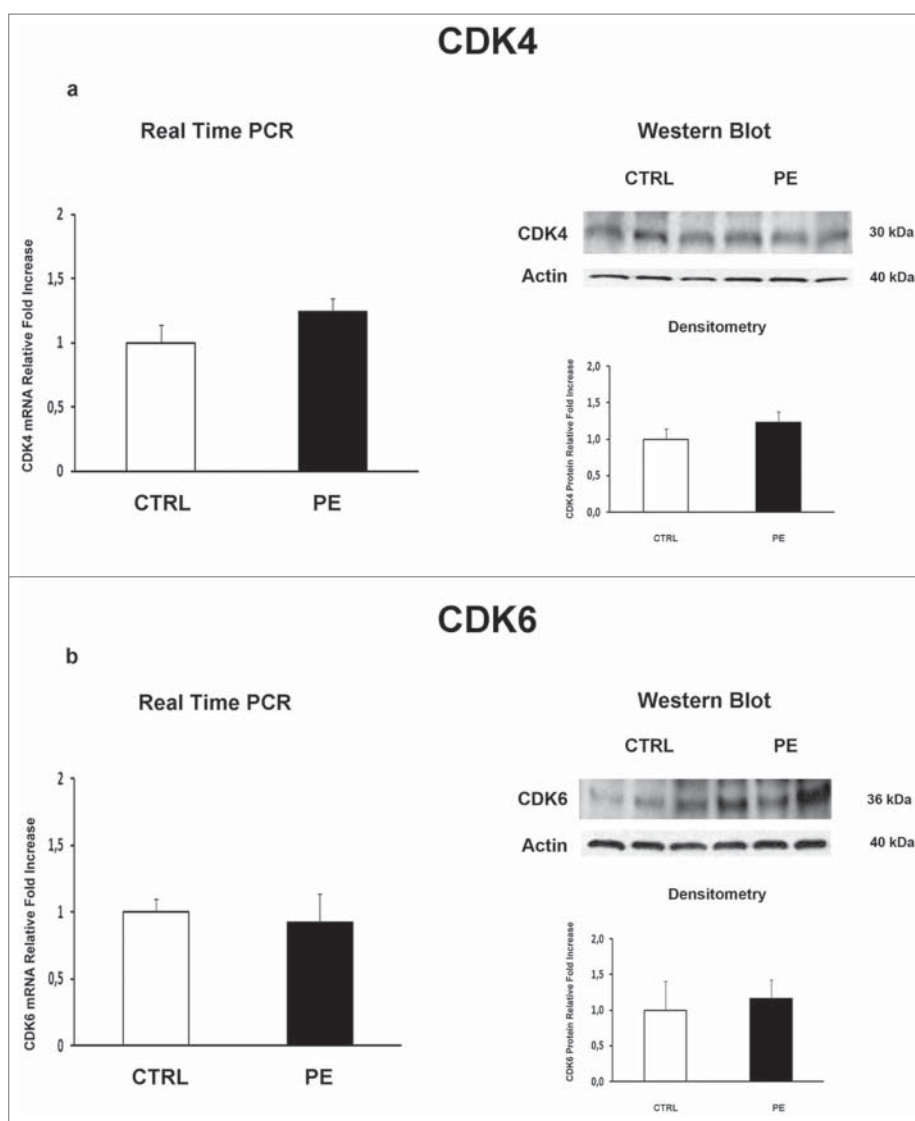 CDK4
a
Real Time PCR
CDK4 mRNA Relative Fold Increase
2
1,5
1
0,5
0
CTRL PE
Western Blot
CTRL PE
CDK4 30 kDa
Actin 40 kDa
Densitometry
CDK4 Protein Relative Fold Increase
2,0
1,5
1,0
0,5
0,0
CTRL PE
CDK6
b
Real Time PCR
CDK6 mRNA Relative Fold Increase
2
1,5
1
0,5
0
CTRL PE
Western Blot
CTRL PE
CDK6 36 kDa
Actin 40 kDa
Densitometry
CDK6 Protein Relative Fold Increase
2,0
1,5
1,0
0,5
0,0
CTRL PE